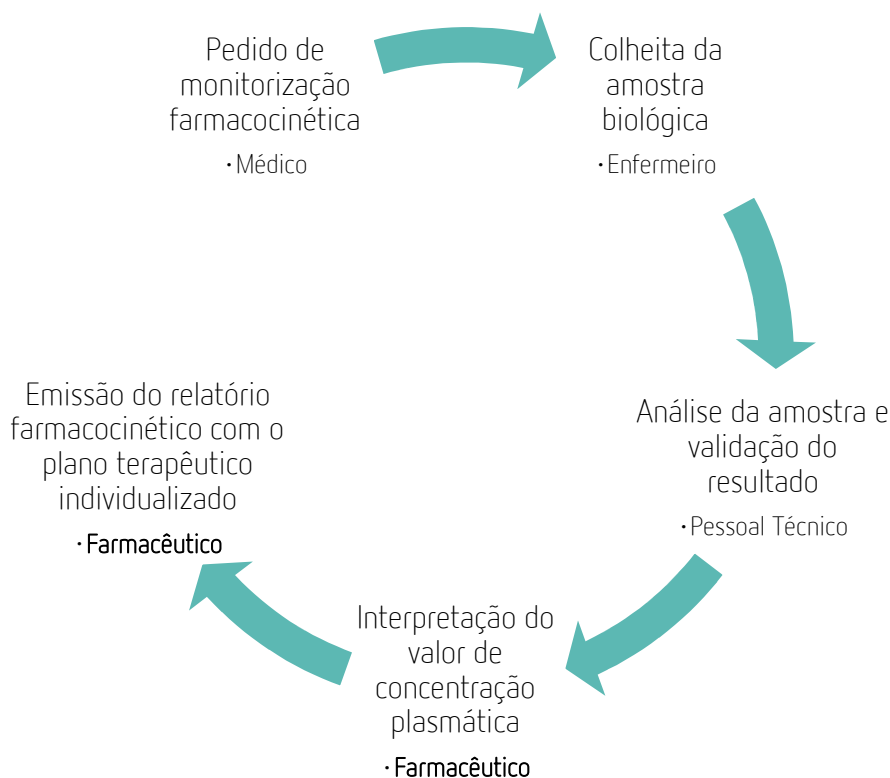 Pedido de
monitorização
farmacocinética
·Médico
Colheita da
amostra
biológica
·Enfermeiro
Análise da amostra e
validação do
resultado
·Pessoal Técnico
Interpretação do
valor de
concentração
plasmática
·Farmacêutico
Emissão do relatório
farmacocinético com o
plano terapêutico
individualizado
·Farmacêutico